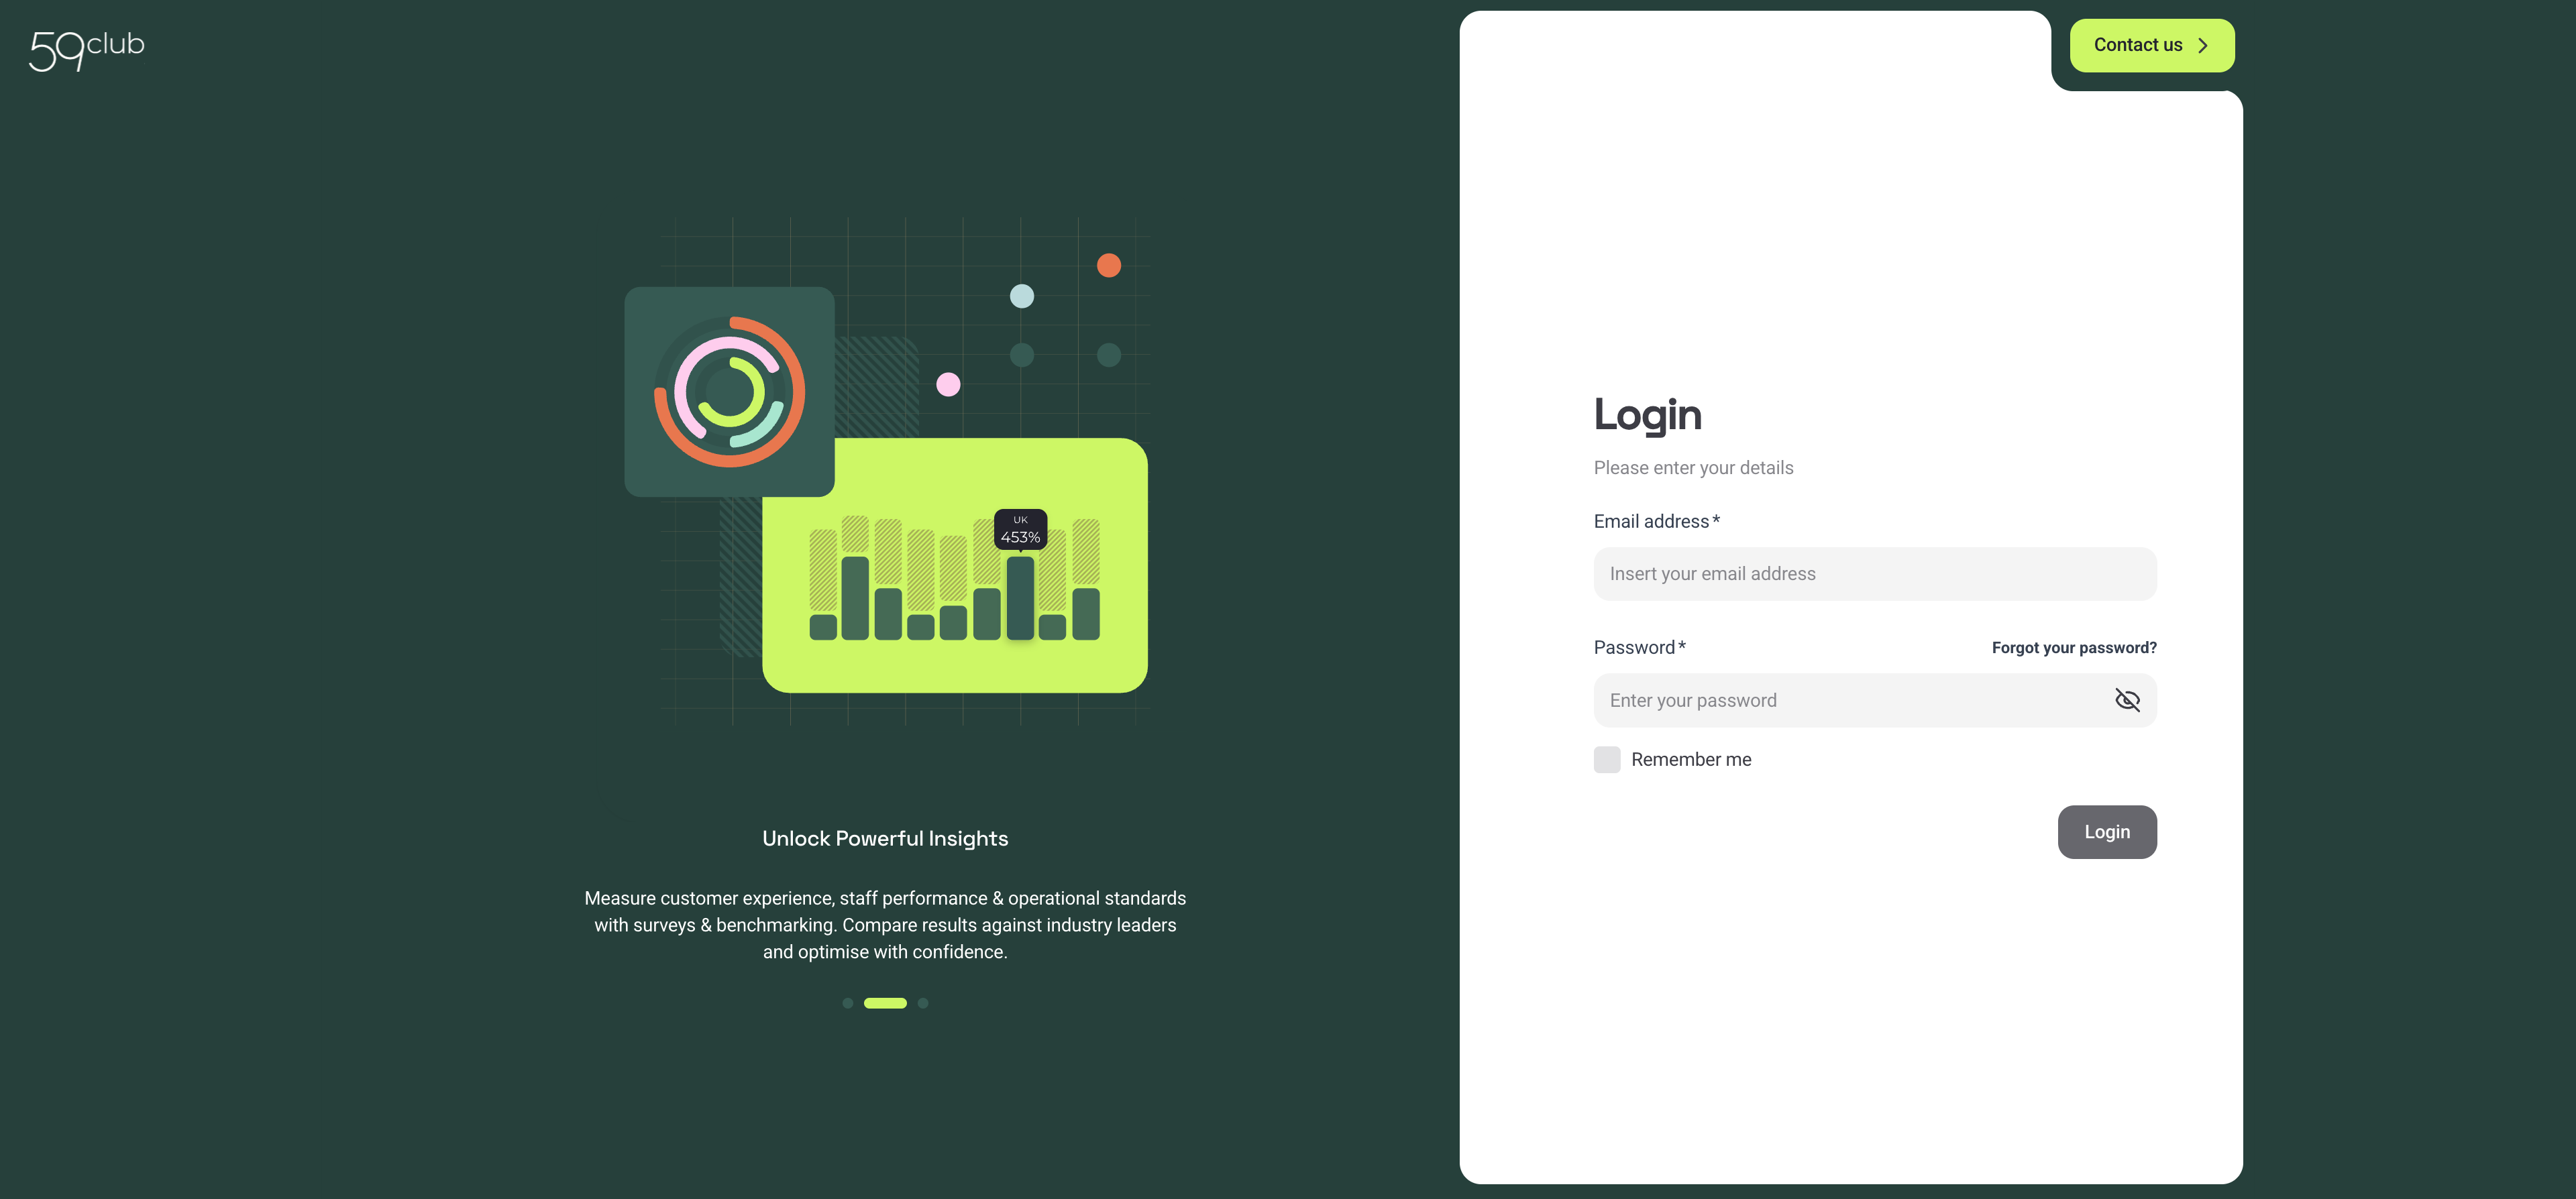 59club
Contact us
UK
453%
Unlock Powerful Insights
Measure customer experience, staff performance & operational standards
with surveys & benchmarking. Compare results against industry leaders
and optimise with confidence.
Login
Please enter your details
Email address*
Insert your email address
Password*
Forgot your password?
Enter your password
Remember me
Login